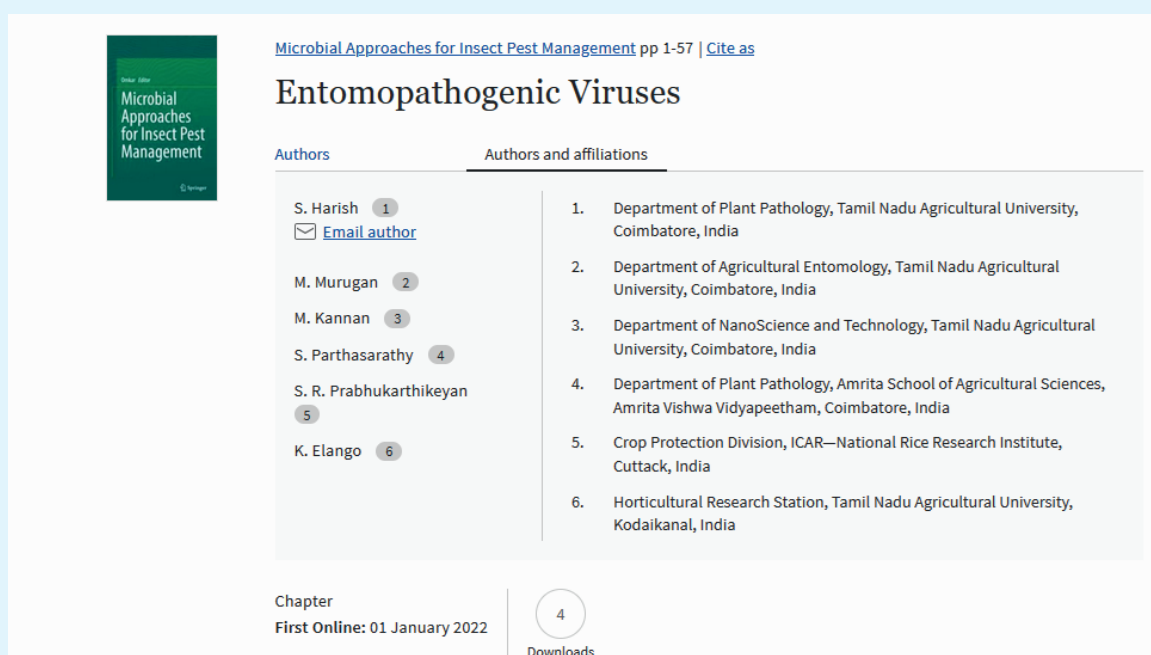 Omkar Editor
Microbial
Approaches
for Insect Pest
Management
Springer
Microbial Approaches for Insect Pest Management pp 1-57 | Cite as
Entomopathogenic Viruses
Authors
Authors and affiliations
S. Harish 1
Email author
M. Murugan 2
M. Kannan 3
S. Parthasarathy 4
S. R. Prabhukarthikeyan
5
K. Elango 6
1. Department of Plant Pathology, Tamil Nadu Agricultural University,
Coimbatore, India
2. Department of Agricultural Entomology, Tamil Nadu Agricultural
University, Coimbatore, India
3. Department of NanoScience and Technology, Tamil Nadu Agricultural
University, Coimbatore, India
4. Department of Plant Pathology, Amrita School of Agricultural Sciences,
Amrita Vishwa Vidyapeetham, Coimbatore, India
5. Crop Protection Division, ICAR—National Rice Research Institute,
Cuttack, India
6. Horticultural Research Station, Tamil Nadu Agricultural University,
Kodaikanal, India
Chapter
First Online: 01 January 2022
4
Downloads